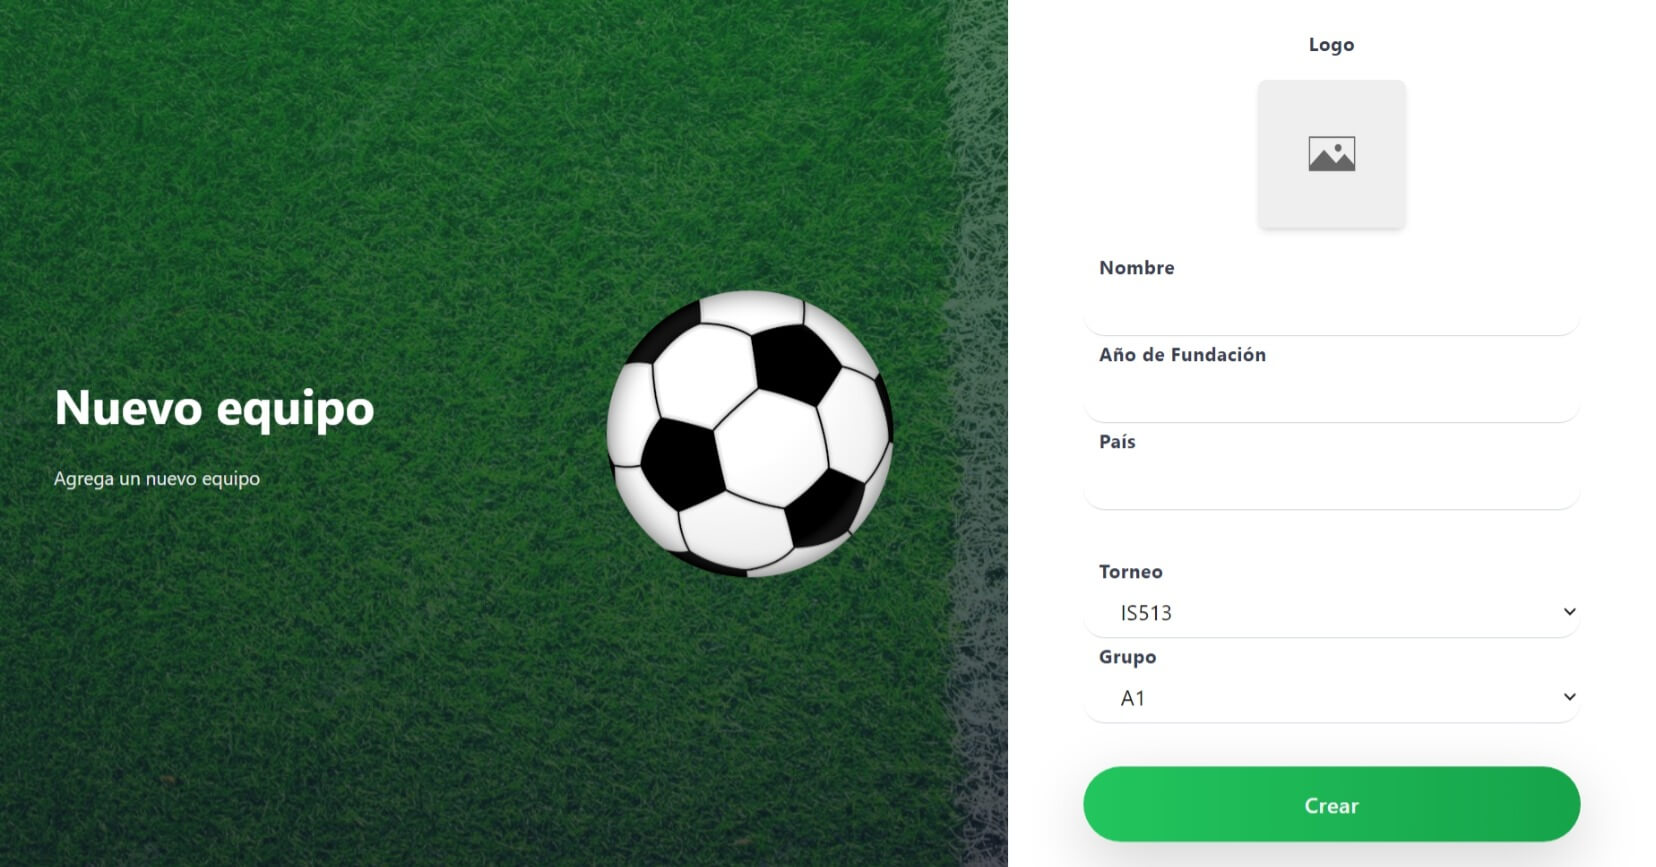 Nuevo equipo
Agrega un nuevo equipo
Logo
Nombre
Año de Fundación
País
Torneo
IS513
Grupo
A1
Crear